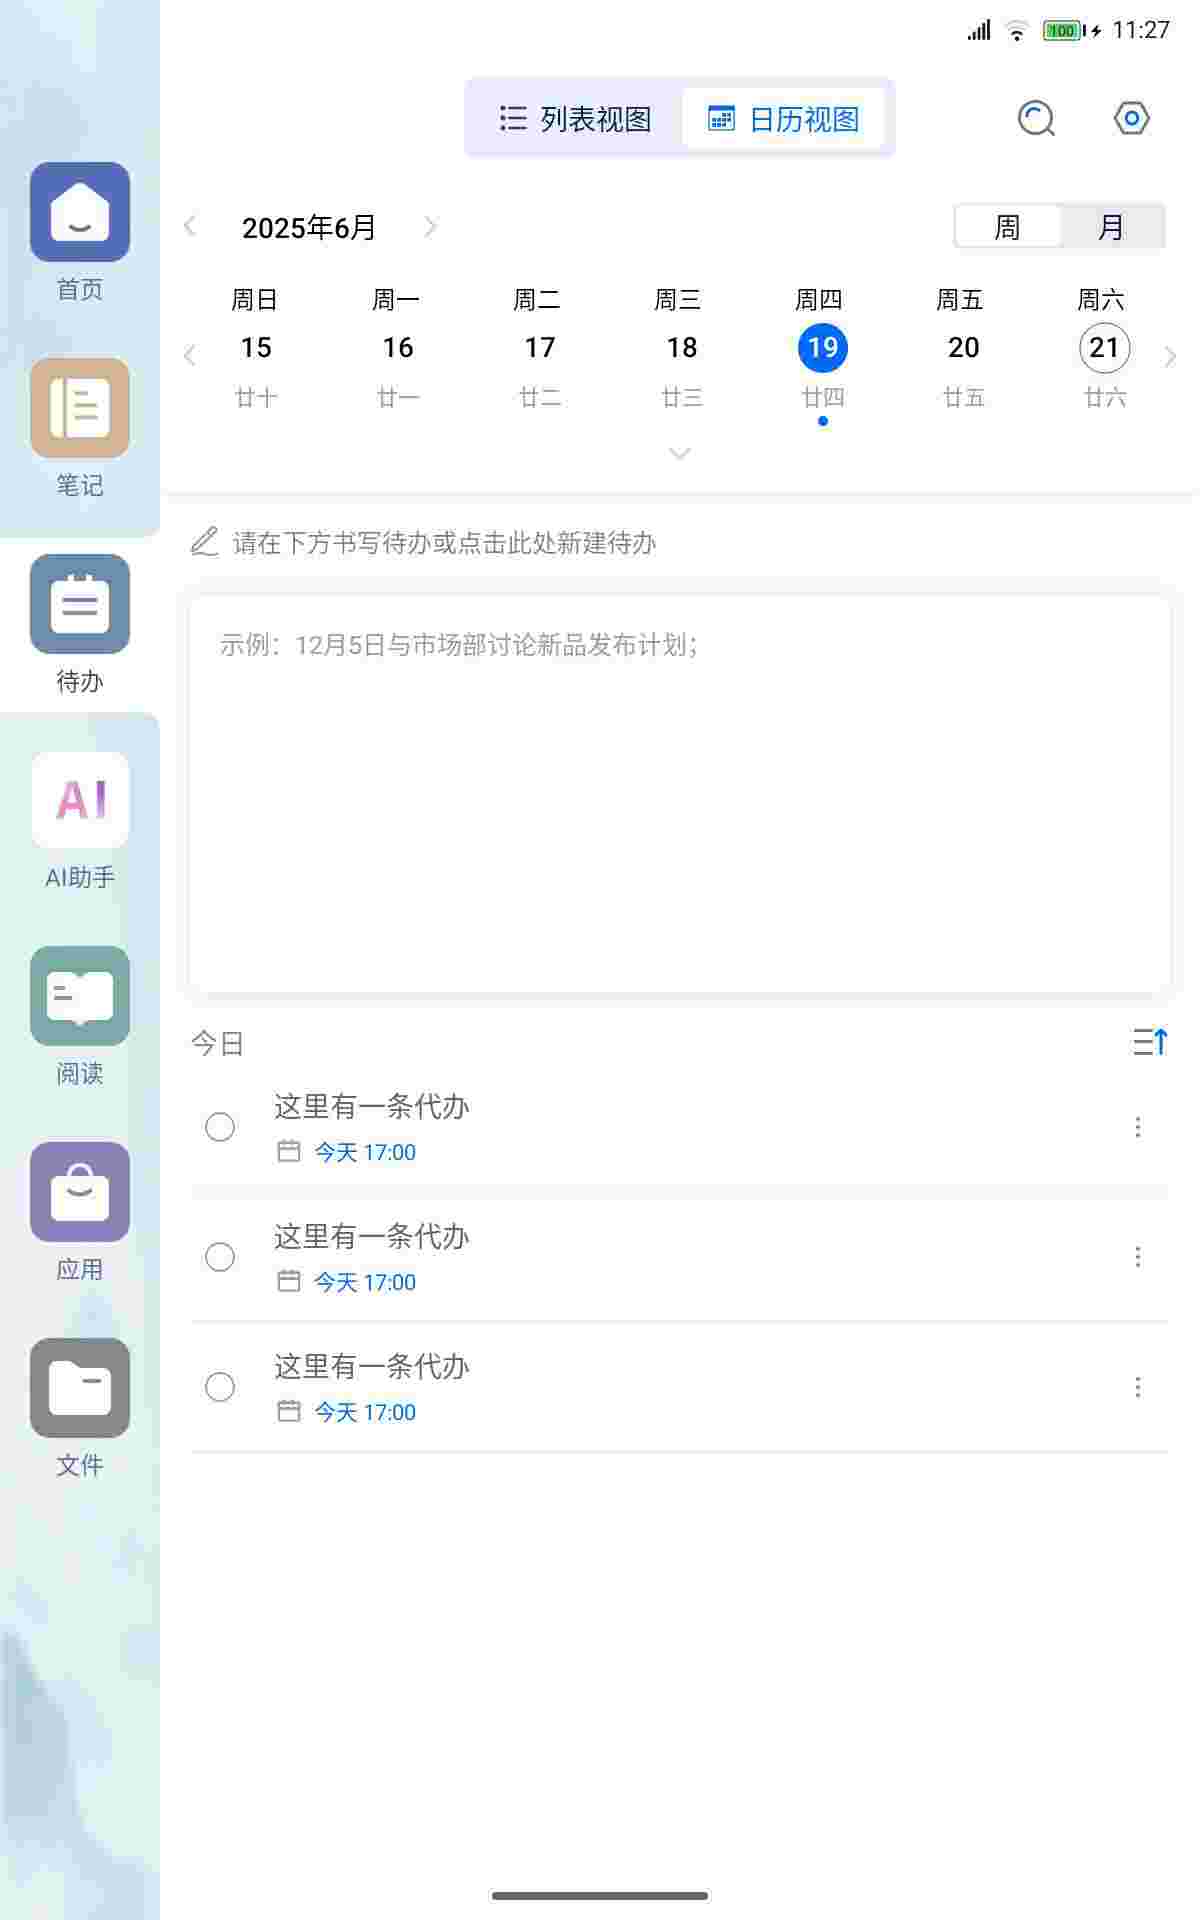 100 11:27
列表视图 日历视图
2025年6月 周 月
周日 周一 周二 周三 周四 周五 周六
15 16 17 18 19 20 21
廿十 廿一 廿二 廿三 廿四 廿五 廿六
请在下方书写待办或点击此处新建待办
示例：12月5日与市场部讨论新品发布计划；
今日
这里有一条代办
今天 17:00
这里有一条代办
今天 17:00
这里有一条代办
今天 17:00
首页
笔记
待办
AI
AI助手
阅读
应用
文件